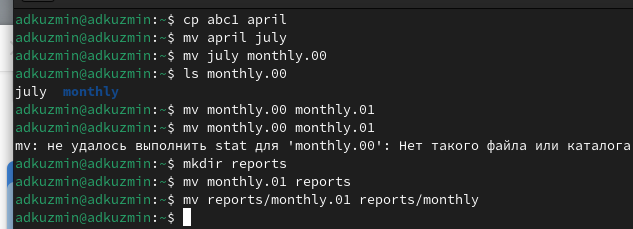 adkuzmin@adkuzmin:~$ cp abc1 april
adkuzmin@adkuzmin:~$ mv april july
adkuzmin@adkuzmin:~$ mv july monthly.00
adkuzmin@adkuzmin:~$ ls monthly.00
july  monthly
adkuzmin@adkuzmin:~$ mv monthly.00 monthly.01
adkuzmin@adkuzmin:~$ mv monthly.00 monthly.01
mv: не удалось выполнить stat для 'monthly.00': Нет такого файла или каталога
adkuzmin@adkuzmin:~$ mkdir reports
adkuzmin@adkuzmin:~$ mv monthly.01 reports
adkuzmin@adkuzmin:~$ mv reports/monthly.01 reports/monthly
adkuzmin@adkuzmin:~$